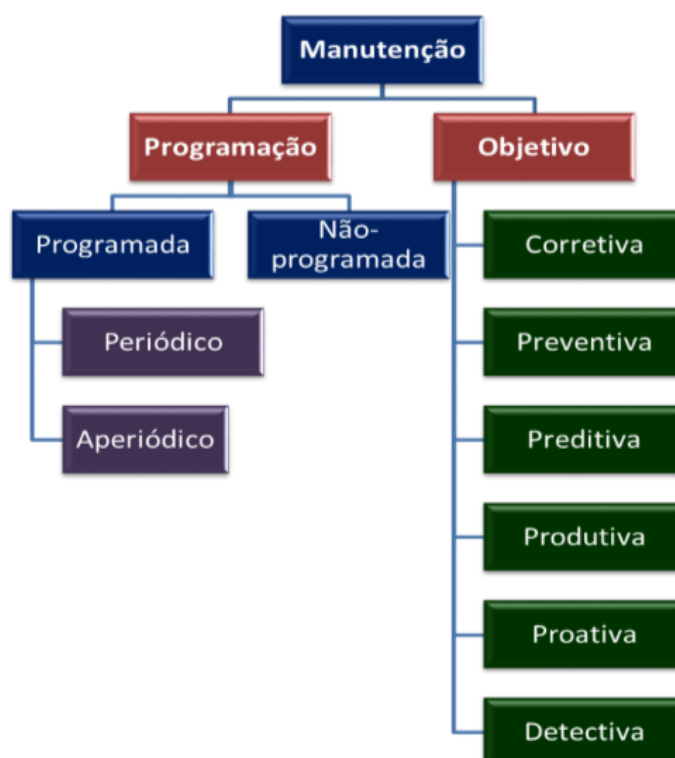 Manutenção
Programação
Objetivo
Programada
Não-
programada
Periódico
Aperiódico
Corretiva
Preventiva
Preditiva
Produtiva
Proativa
Detectiva